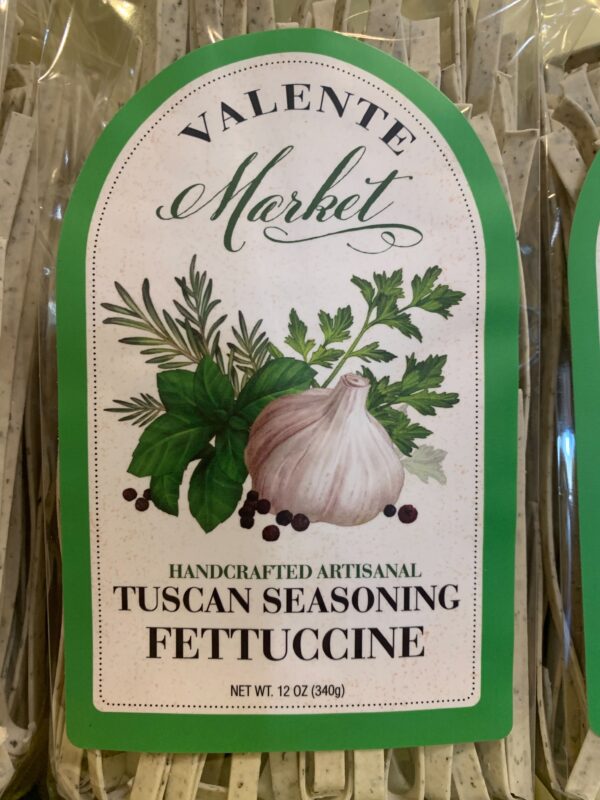 VALENTE
Market
HANDCRAFTED ARTISANAL
TUSCAN SEASONING
FETTUCCINE
NET WT. 12 OZ (340g)